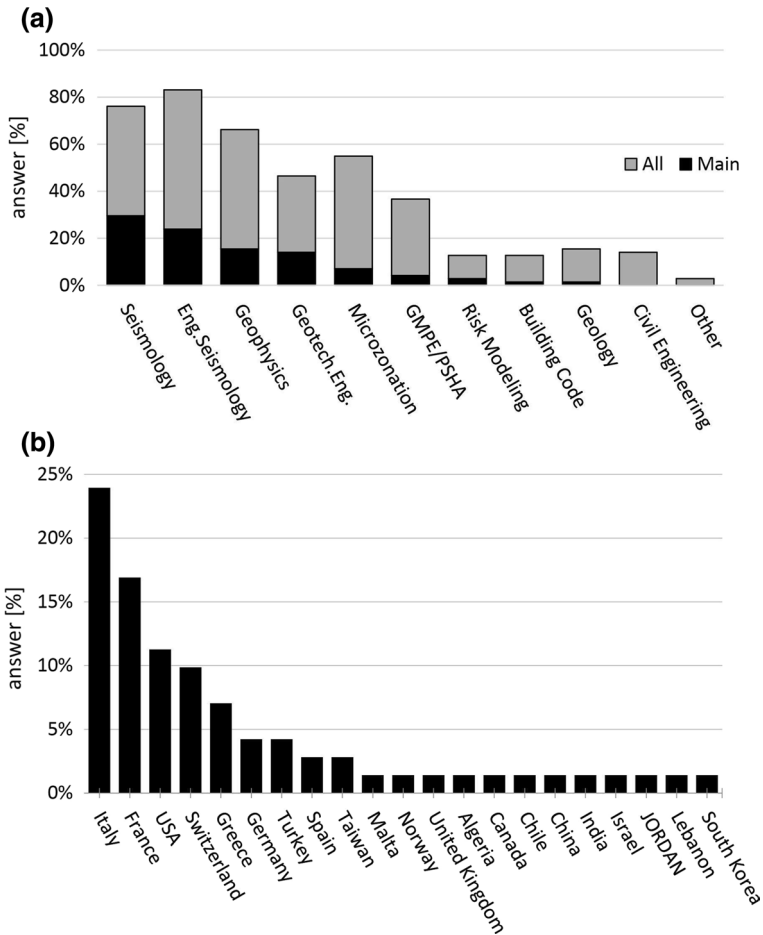 (a)
100%
80%
60%
40%
20%
0%
answer [%]
All Main
Seismology
Eng.Seismology
Geophysics
Geotech.Eng.
Microzonation
GMPE/PSHA
Risk Modeling
Building Code
Geology
Civil Engineering
Other
(b)
25%
20%
15%
10%
5%
0%
answer [%]
Italy
France
USA
Switzerland
Greece
Germany
Turkey
Spain
Taiwan
Malta
Norway
United Kingdom
Algeria
Canada
Chile
China
India
Israel
JORDAN
Lebanon
South Korea